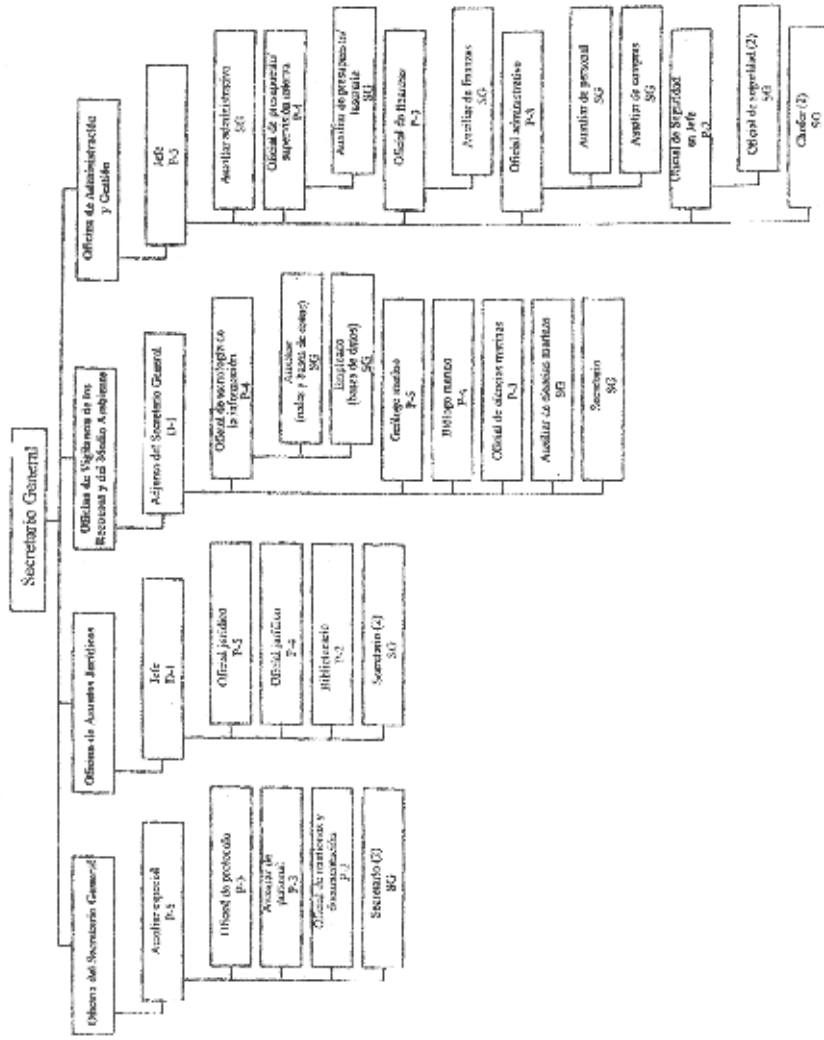 Secretario General
Oficina del Secretario General
Auxiliar especial
P-5
Oficial de protocolo
Asesor de
personal
P-3
Oficial de reuniones y
documentación
Secretario (2)
SG
Oficina de Asuntos Jurídicos
Jefe
D-1
Oficial jurídico
P-5
Oficial jurídico
P-4
Bibliotecario
P-2
Secretario (2)
SG
Oficina de Vigilancia de los
Recursos y del Medio Ambiente
Adjunto del Secretario General
D-1
Oficial de tecnología de
la información
P-4
Auxiliar
SG
Empleado
(bases de datos)
SG
Geólogo marino
P-5
Biólogo marino
P-4
Oficial de ciencias marinas
P-3
Auxiliar de ciencias marinas
SG
Secretario
SG
Oficina de Administración
y Gestión
Jefe
P-5
Auxiliar administrativo
SG
Oficial de presupuesto/
supervisión interna
P-4
Auxiliar de presupuesto/
SG
Oficial de finanzas
P-3
Auxiliar de finanzas
SG
Oficial administrativo
P-3
Auxiliar de personal
SG
Auxiliar de compras
SG
Oficial de Seguridad
en Jefe
P-2
Oficial de seguridad (2)
SG
Chofer (2)
SG